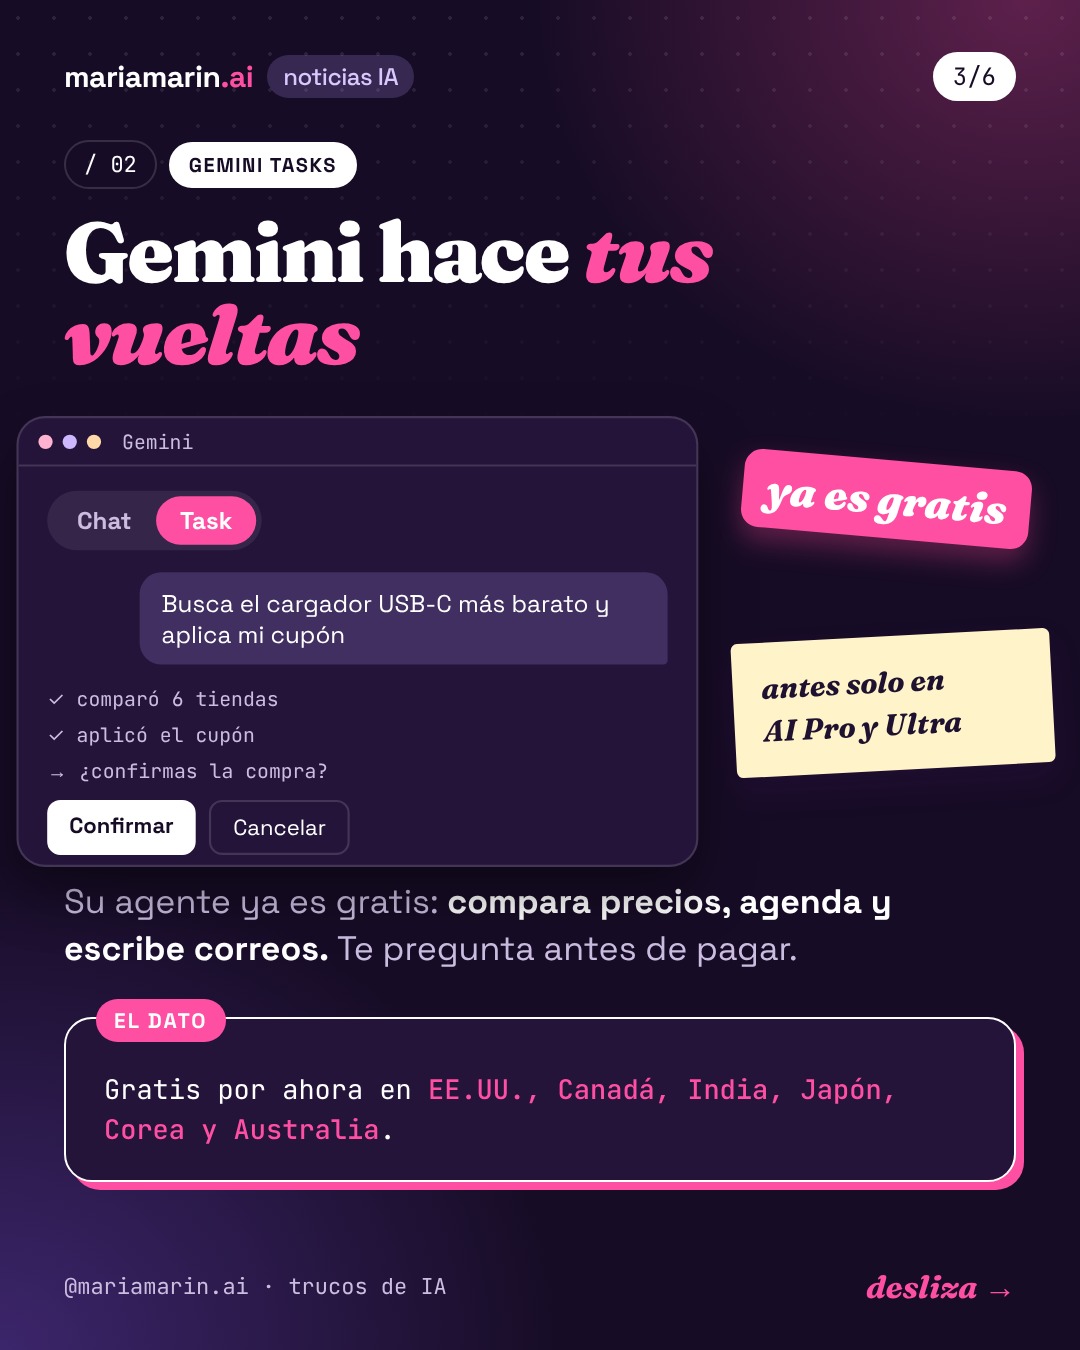 mariamarin.ai noticias IA 3/6
/ 02 GEMINI TASKS
Gemini hace tus
vueltas
Gemini
Chat Task
Busca el cargador USB-C más barato y
aplica mi cupón
✓ comparó 6 tiendas
✓ aplicó el cupón
→ ¿confirmas la compra?
Confirmar Cancelar
ya es gratis
antes solo en
AI Pro y Ultra
Su agente ya es gratis: compara precios, agenda y
escribe correos. Te pregunta antes de pagar.
EL DATO
Gratis por ahora en EE.UU., Canadá, India, Japón,
Corea y Australia.
@mariamarin.ai · trucos de IA
desliza →